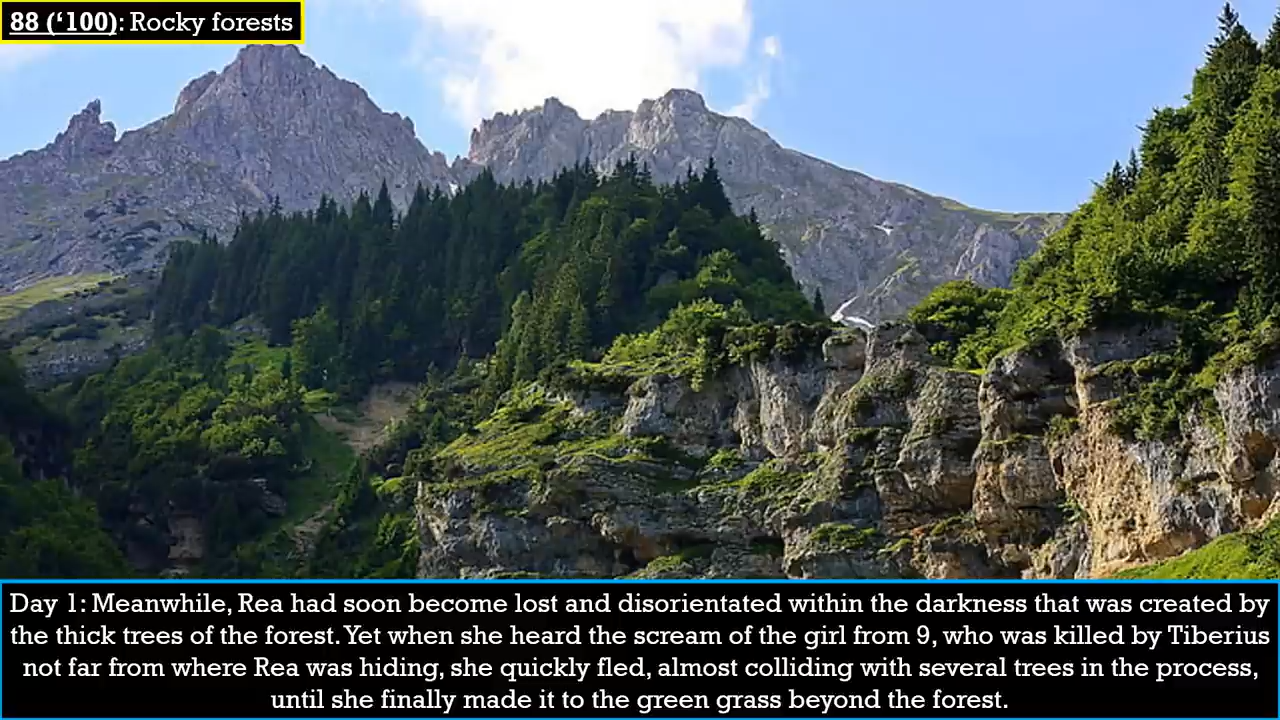 88 (‘100): Rocky forests
Day 1: Meanwhile, Rea had soon become lost and disorientated within the darkness that was created by
the thick trees of the forest. Yet when she heard the scream of the girl from 9, who was killed by Tiberius
not far from where Rea was hiding, she quickly fled, almost colliding with several trees in the process,
until she finally made it to the green grass beyond the forest.